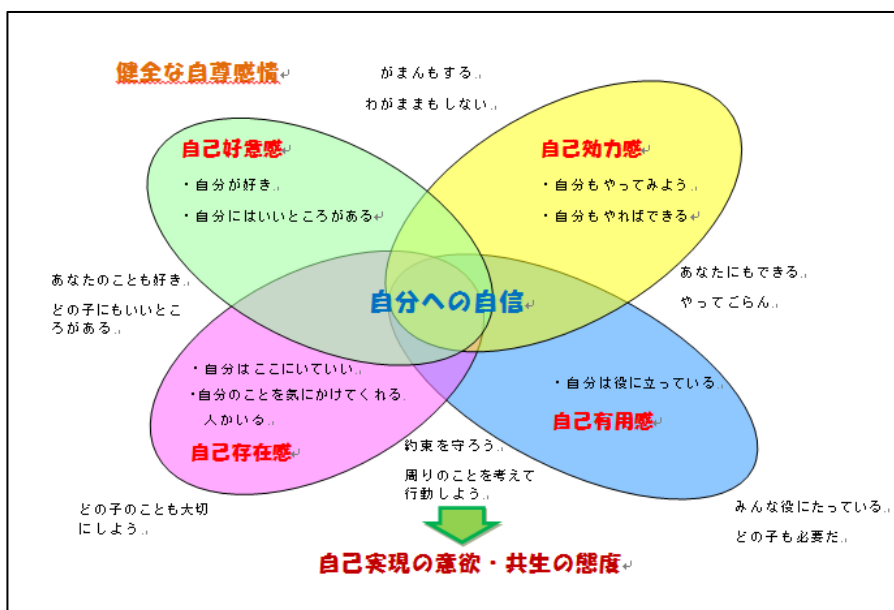 健全な自尊感情
がまんもする。
わがままもしない。
自己好意感
・自分が好き。
・自分にはいいところがある
自己効力感
・自分もやってみよう
・自分もやればできる
あなたのことも好き。
どの子にもいいとこ
ろがある。
自分への自信
あなたにもできる。
やってごらん。
・自分はここにいていい。
・自分のことを気にかけてくれる
人がいる。
自己存在感
・自分は役に立っている。
自己有用感
約束を守ろう。
周りのことを考えて
行動しよう。
どの子のことも大切
にしよう。
みんな役にたっている。
どの子も必要だ。
自己実現の意欲・共生の態度